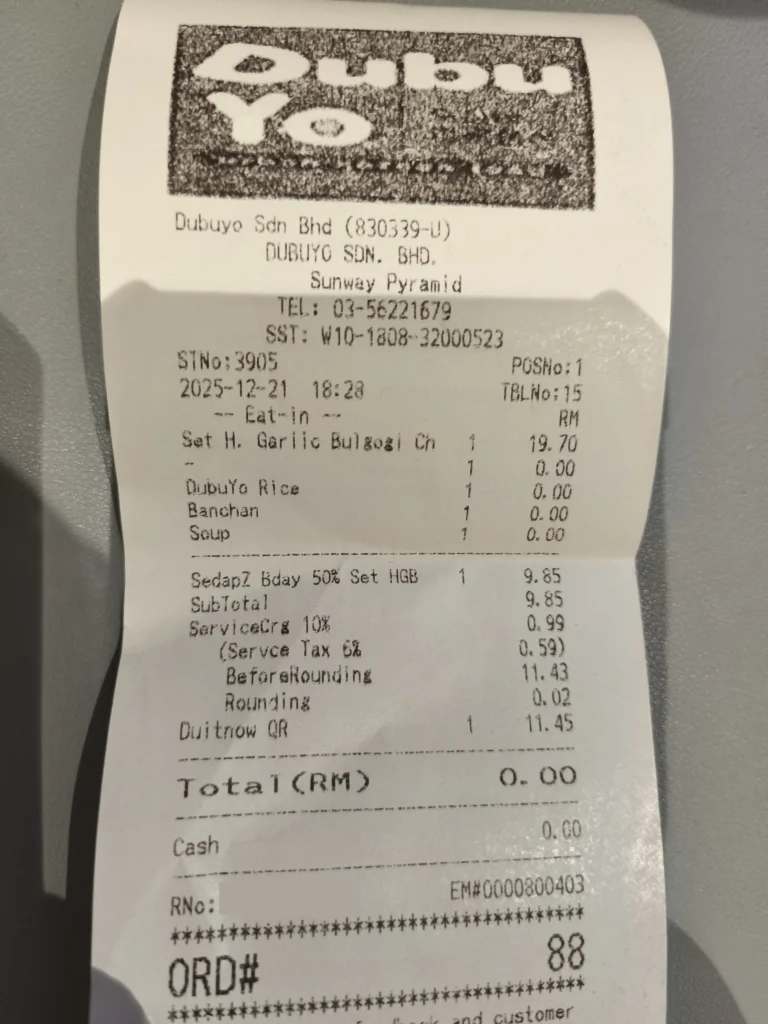 Dubu
Yo
Dubuyo Sdn Bhd (830339-U)
DUBUYO SDN. BHD.
Sunway Pyramid
TEL: 03-56221679
SST: W10-1808-32000523
STNo:3905 POSNo:1
2025-12-21 18:28 TBLNo:15
-- Eat-in -- RM
Set H. Garlic Bulgogi Ch 1 19.70
- 1 0.00
DubuYo Rice 1 0.00
Banchan 1 0.00
Soup 1 0.00
SedapZ Bday 50% Set HGB 1 9.85
SubTotal 9.85
ServiceCrg 10% 0.99
(Servce Tax 6% 0.59)
BeforeRounding 11.43
Rounding 0.02
Duitnow QR 1 11.45
Total(RM) 0.00
Cash 0.00
RNo: EM#0000800403
ORD# 88
and customer